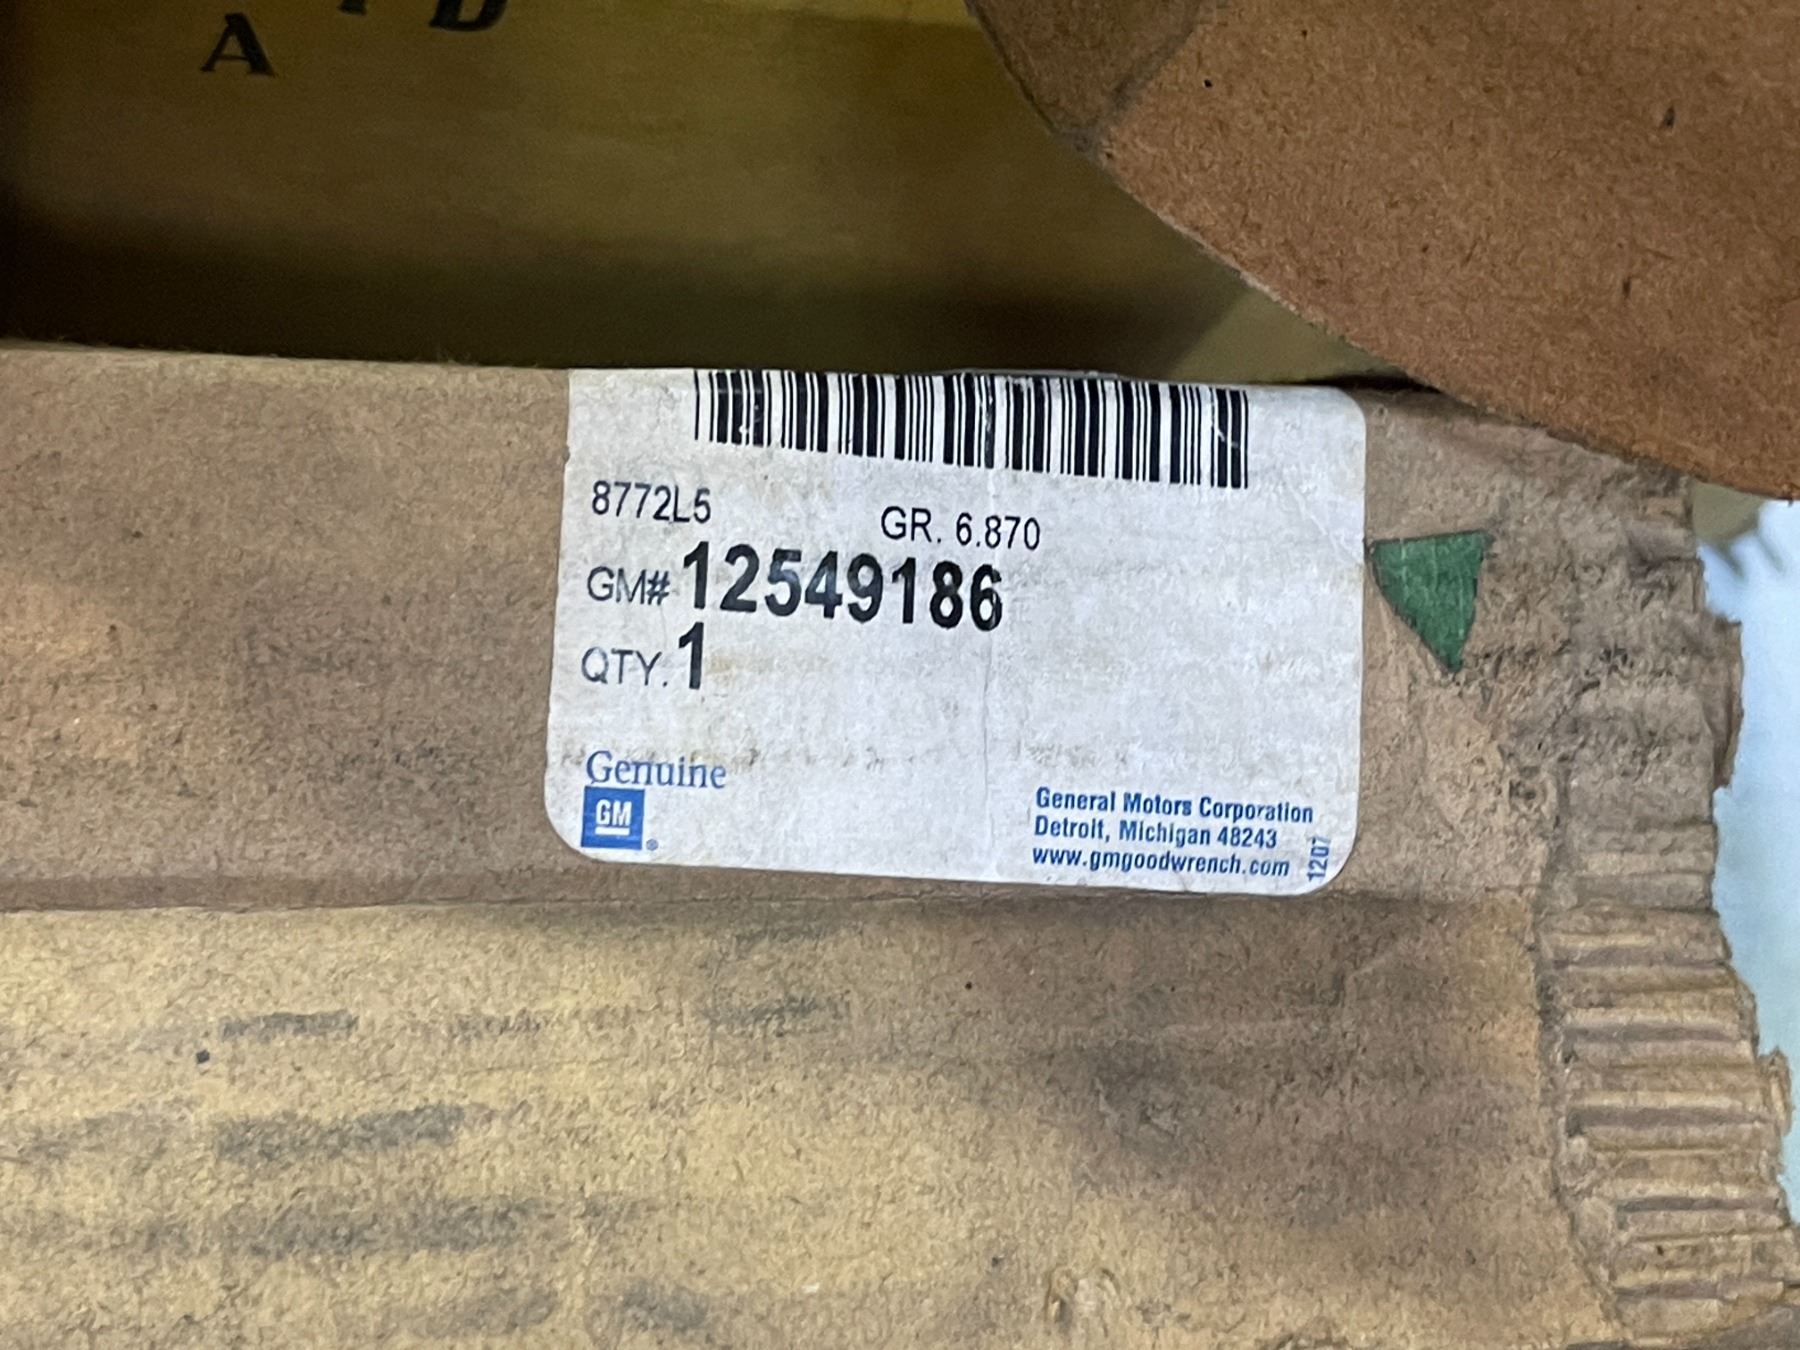 A
D
8772L5
GR. 6.870
GM# 12549186
QTY. 1
Genuine
GM
®
General Motors Corporation
Detroit, Michigan 48243
www.gmgoodwrench.com
1207